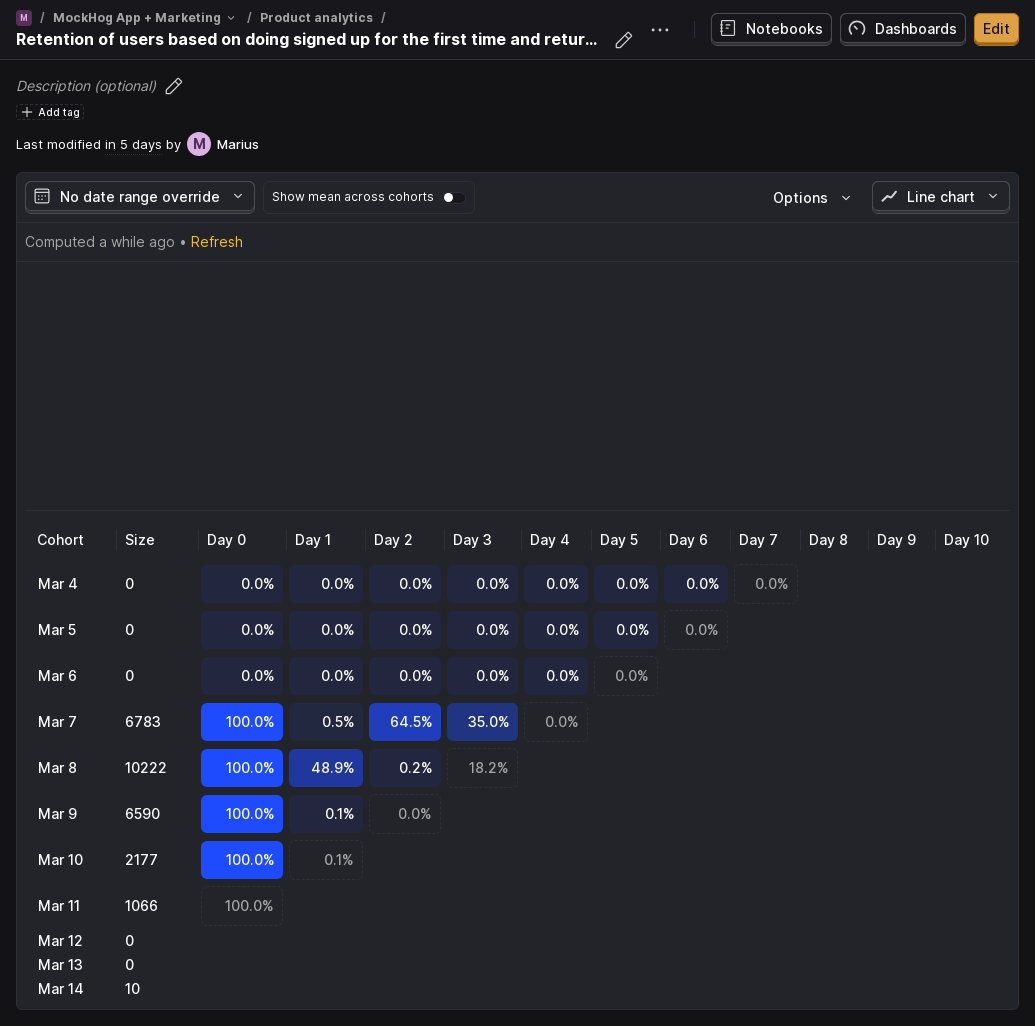 M / MockHog App + Marketing / Product analytics /
Retention of users based on doing signed up for the first time and retur...
Notebooks
Dashboards
Edit
Description (optional)
Add tag
Last modified in 5 days by M Marius
No date range override
Show mean across cohorts
Options
Line chart
Computed a while ago • Refresh
Cohort Size Day 0 Day 1 Day 2 Day 3 Day 4 Day 5 Day 6 Day 7 Day 8 Day 9 Day 10
Mar 4 0 0.0% 0.0% 0.0% 0.0% 0.0% 0.0% 0.0% 0.0%
Mar 5 0 0.0% 0.0% 0.0% 0.0% 0.0% 0.0% 0.0%
Mar 6 0 0.0% 0.0% 0.0% 0.0% 0.0% 0.0%
Mar 7 6783 100.0% 0.5% 64.5% 35.0% 0.0%
Mar 8 10222 100.0% 48.9% 0.2% 18.2%
Mar 9 6590 100.0% 0.1% 0.0%
Mar 10 2177 100.0% 0.1%
Mar 11 1066 100.0%
Mar 12 0
Mar 13 0
Mar 14 10